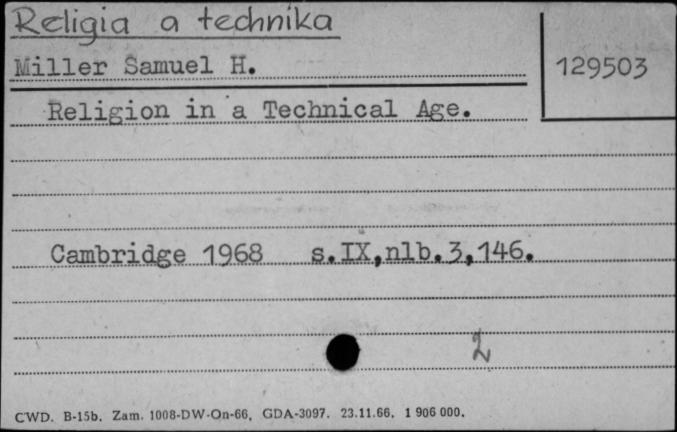 Religia a technika
Miller Samuel H.
129503
Religion in a Technical Age.
Cambridge 1968 s.IX,nlb.3,146.
2
CWD. B-15b. Zam. 1008-DW-On-66, GDA-3097. 23.11.66. 1 906 000.